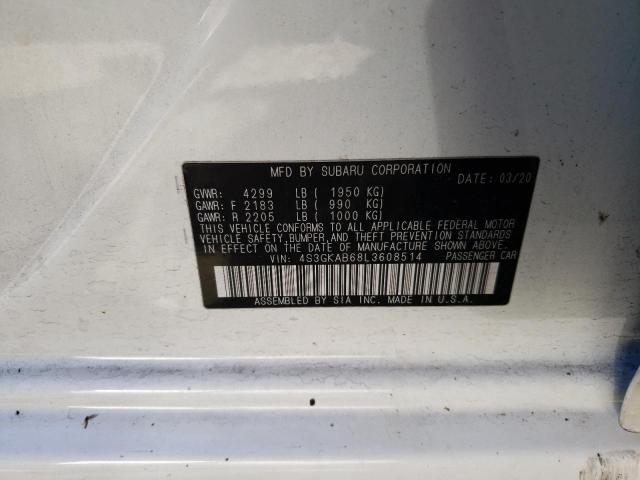 MFD BY SUBARU CORPORATION
DATE: 03/20
GVWR: 4299 LB ( 1950 KG)
GAWR: F 2183 LB ( 990 KG)
GAWR: R 2205 LB ( 1000 KG)
THIS VEHICLE CONFORMS TO ALL APPLICABLE FEDERAL MOTOR
VEHICLE SAFETY,BUMPER,AND THEFT PREVENTION STANDARDS
IN EFFECT ON THE DATE OF MANUFACTURE SHOWN ABOVE.
VIN: 4S3GKAB68L3608514 PASSENGER CAR
ASSEMBLED BY SIA INC. MADE IN U.S.A.